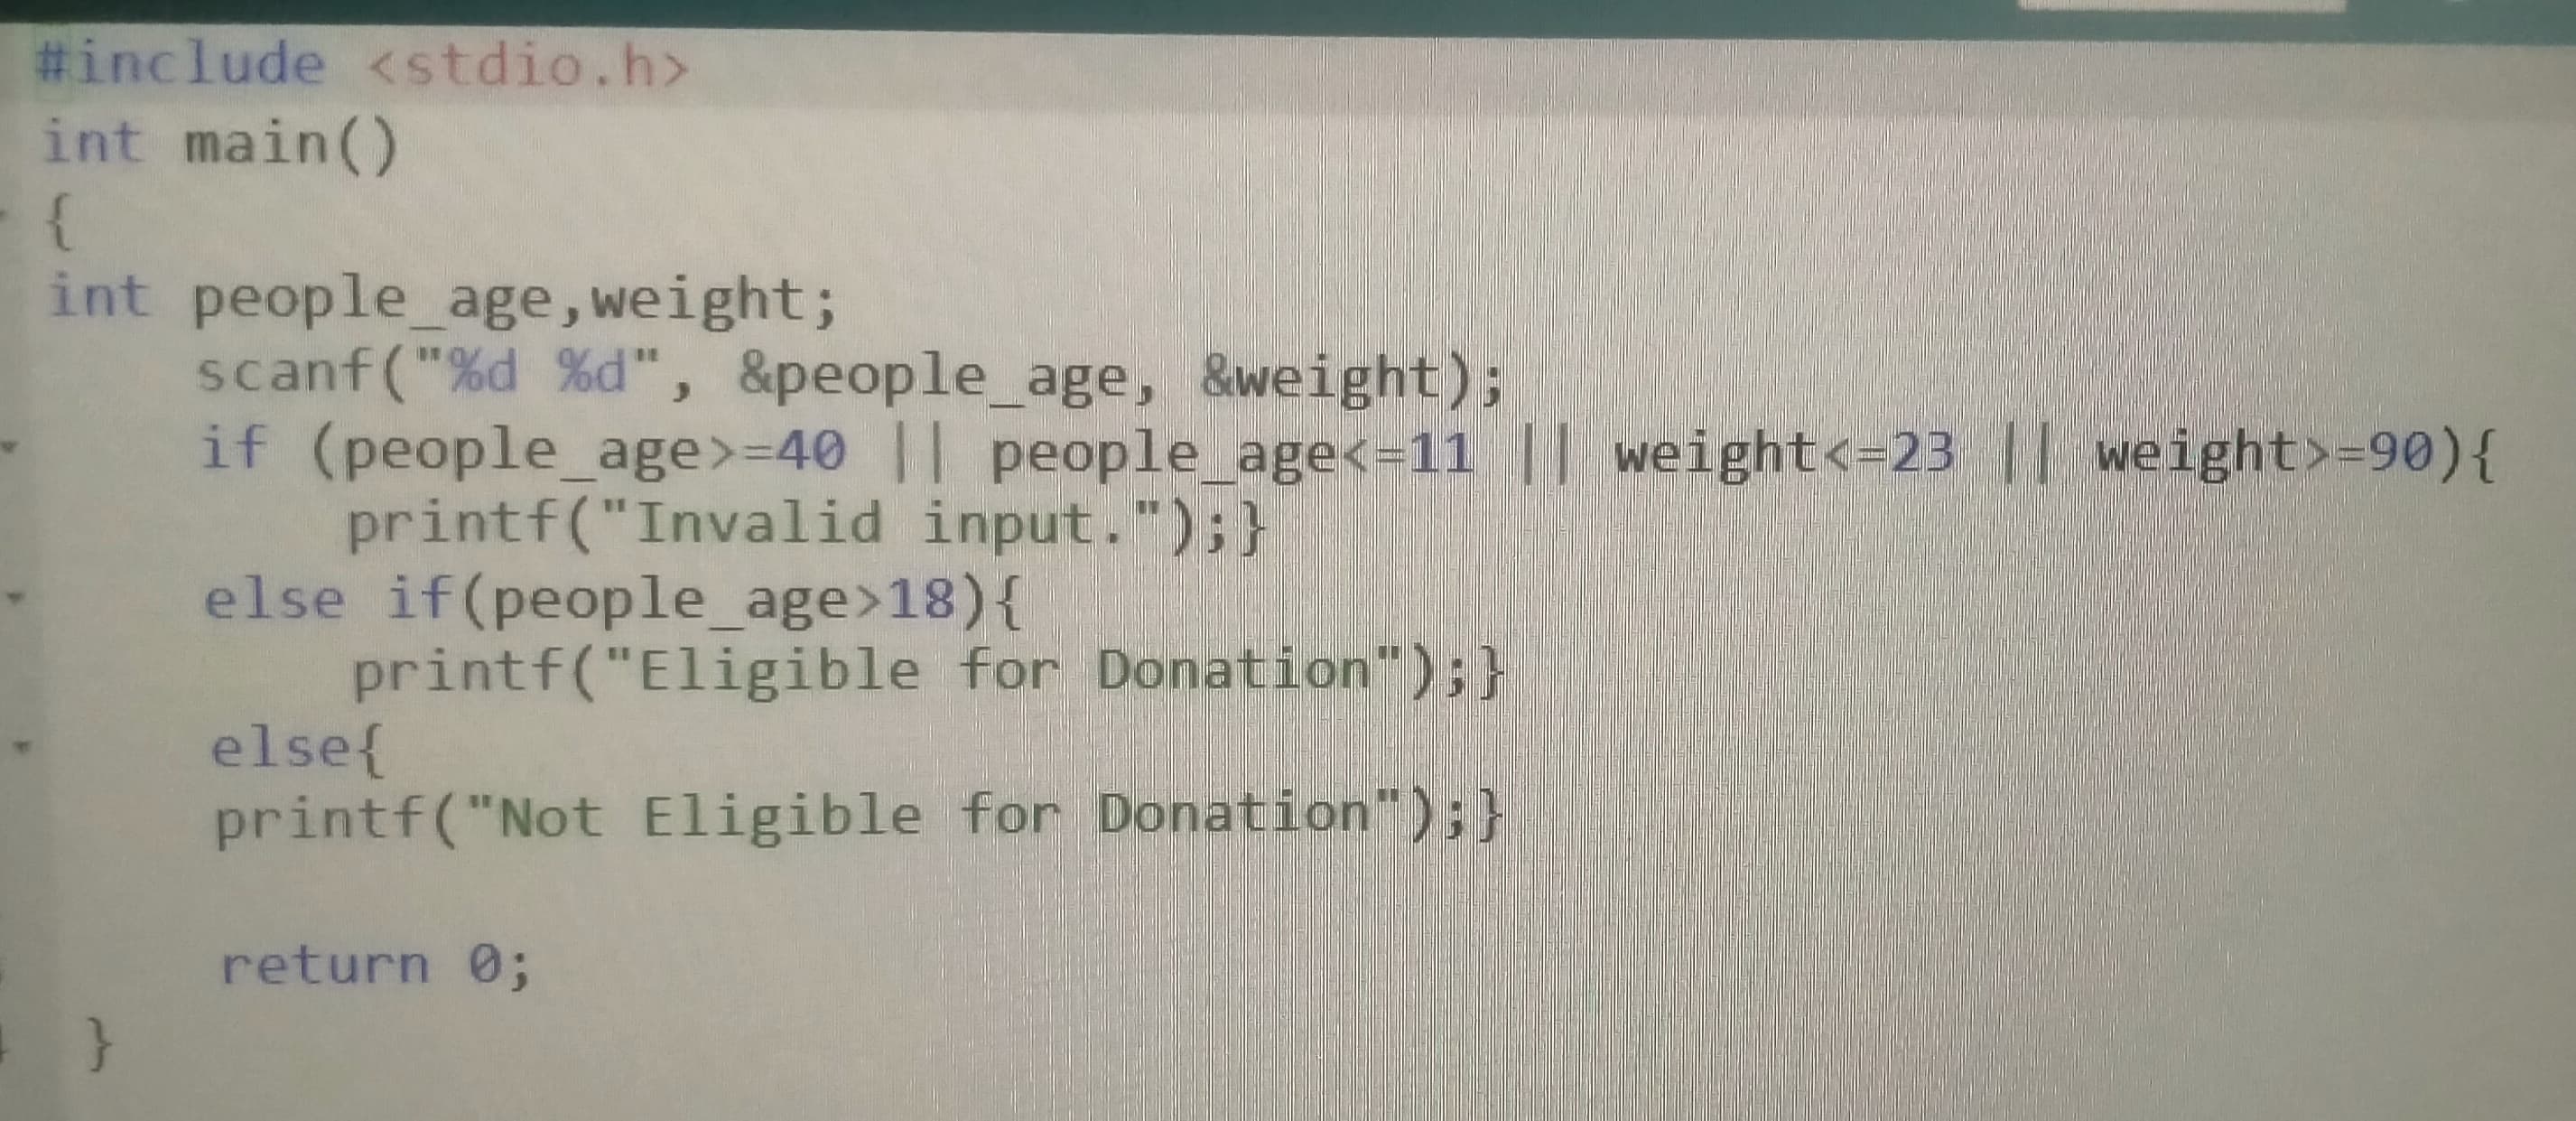 #include <stdio.h>
int main()
{
int people_age,weight;
scanf("%d %d", &people_age, &weight);
if (people_age>=40 || people_age<=11 || weight<=23 || weight>=90){
printf("Invalid input.");}
else if(people_age>18){
printf("Eligible for Donation");}
else{
printf("Not Eligible for Donation");}
return 0;
}